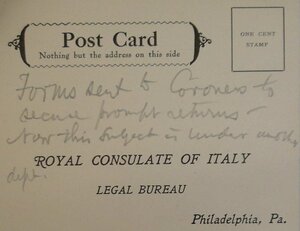 Post Card
Nothing but the address on this side
ONE CENT
STAMP
Forms sent to Coroners to
secure prompt returns -
Now this subject is under another
dept.
ROYAL CONSULATE OF ITALY
LEGAL BUREAU
Philadelphia, Pa.